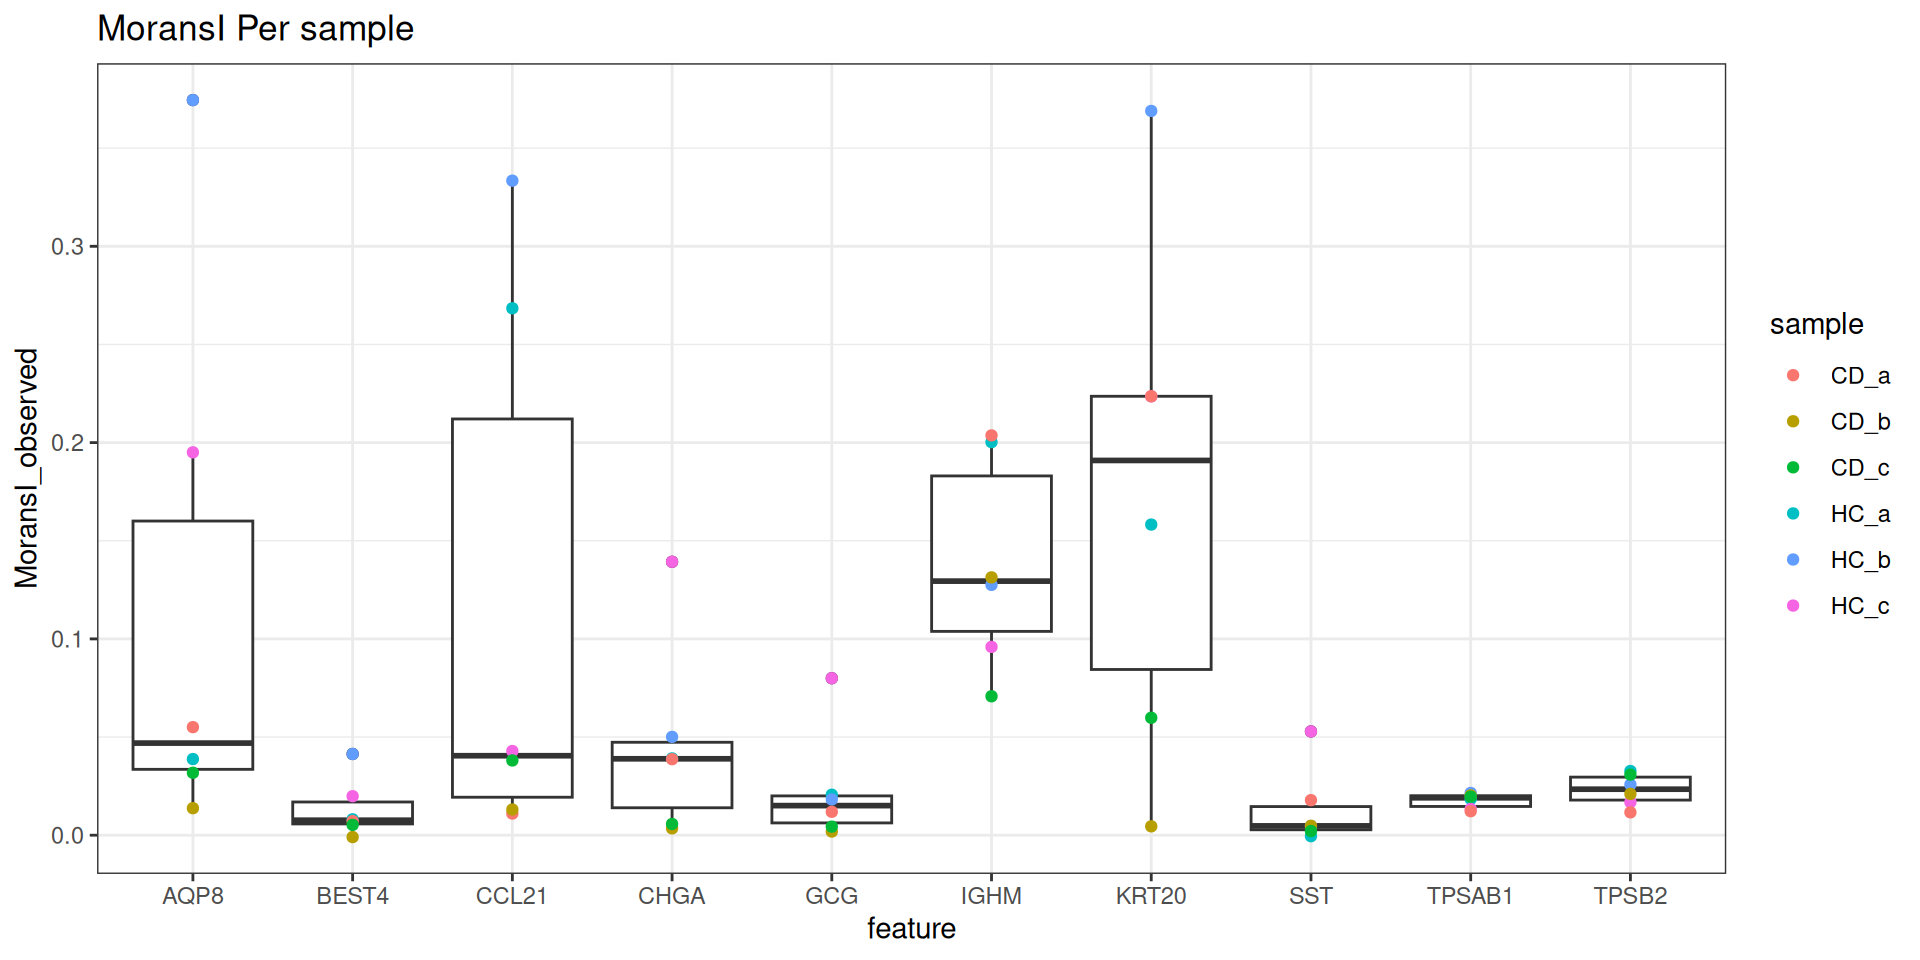 MoransI Per sample
MoransI_observed
0.3
0.2
0.1
0.0
AQP8 BEST4 CCL21 CHGA GCG IGHM KRT20 SST TPSAB1 TPSB2
feature
sample
CD_a
CD_b
CD_c
HC_a
HC_b
HC_c